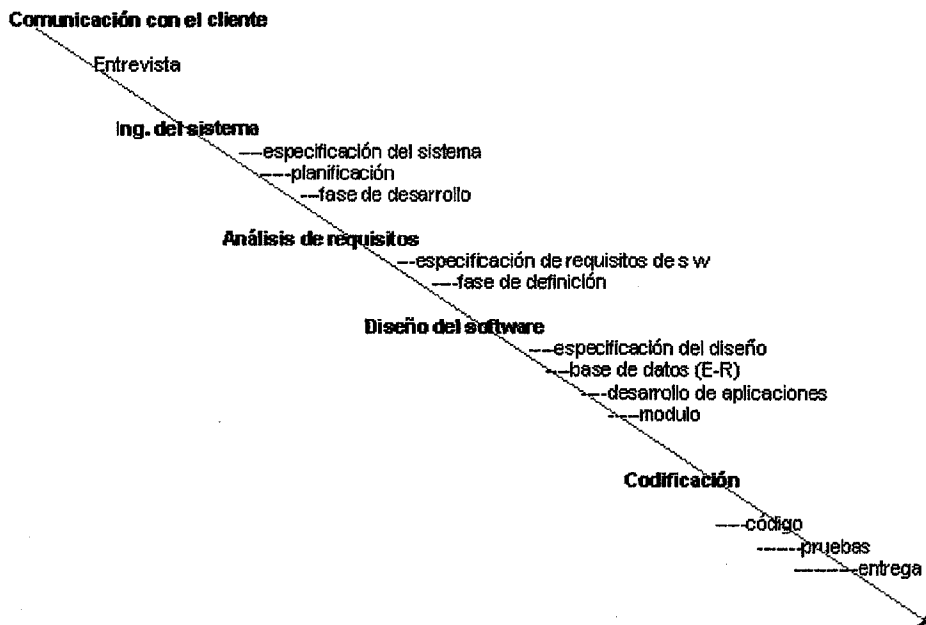 Comunicación con el cliente
Entrevista
Ing. del sistema
especificación del sistema
planificación
fase de desarrollo
Análisis de requisitos
especificación de requisitos de s w
fase de definición
Diseño del software
especificación del diseño
base de datos (E-R)
desarrollo de aplicaciones
modulo
Codificación
código
pruebas
entrega